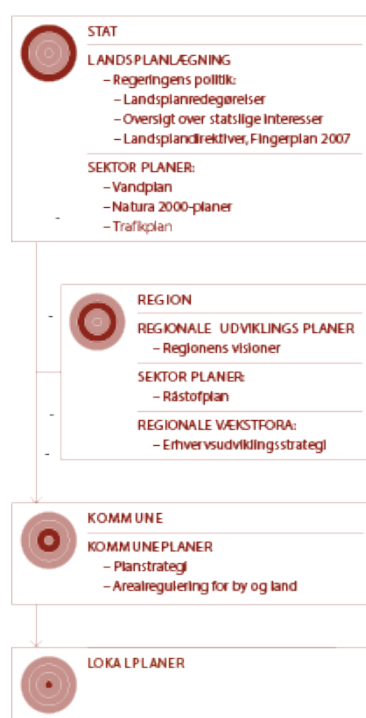 STAT
LANDSPLANLÆGNING
– Regeringens politik:
– Landsplanredegørelser
– Oversigt over statslige interesser
– Landsplandirektiver, Fingerplan 2007
SEKTOR PLANER:
– Vandplan
– Natura 2000-planer
– Trafikplan
REGION
REGIONALE UDVIKLINGS PLANER
– Regionens visioner
SEKTOR PLANER:
– Råstofplan
REGIONALE VÆKSTFORA:
– Erhvervsudviklingsstrategi
KOMMUNE
KOMMUNEPLANER
– Planstrategi
– Arealregulering for by og land
LOKALPLANER